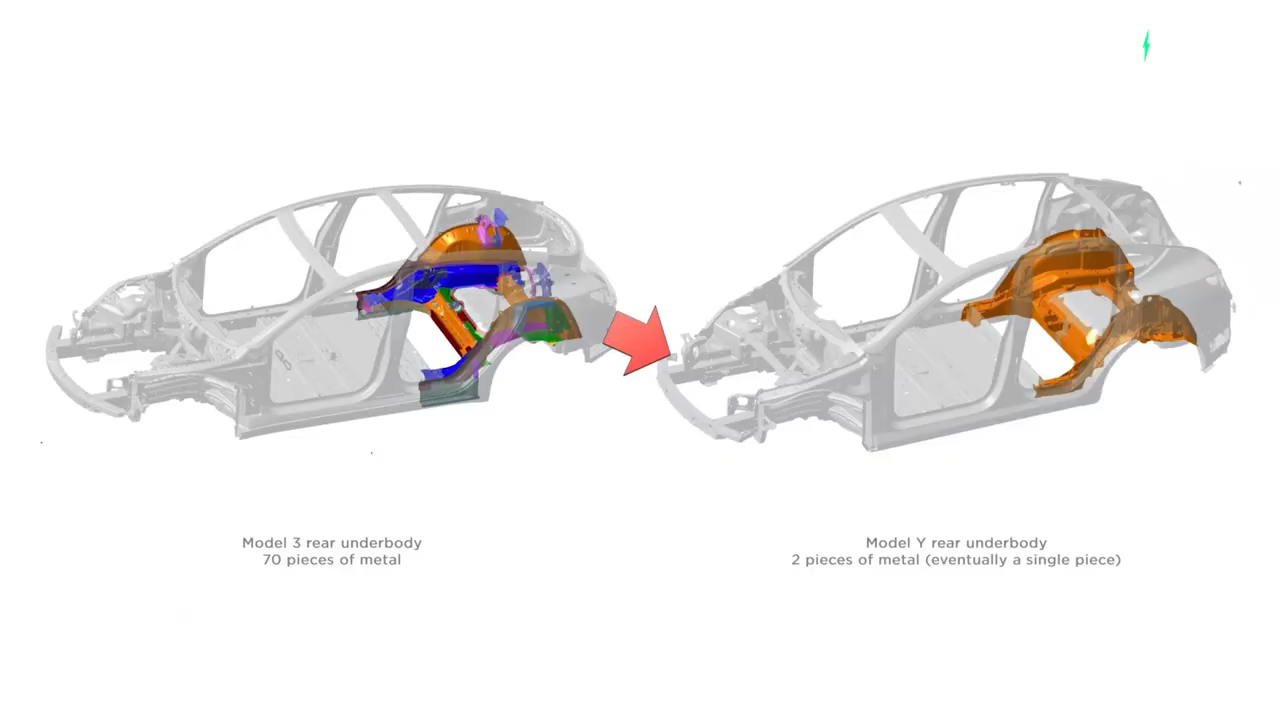 Model 3 rear underbody
70 pieces of metal
Model Y rear underbody
2 pieces of metal (eventually a single piece)